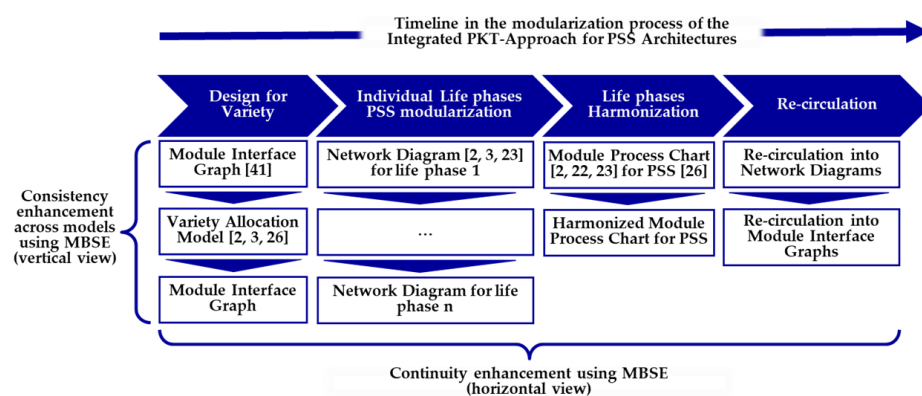 Timeline in the modularization process of the
Integrated PKT-Approach for PSS Architectures
Design for
Variety
Individual Life phases
PSS modularization
Life phases
Harmonization
Re-circulation
Consistency
enhancement
across models
using MBSE
(vertical view)
Module Interface
Graph [41]
Network Diagram [2, 3, 23]
for life phase 1
Module Process Chart
[2, 22, 23] for PSS [26]
Re-circulation into
Network Diagrams
Variety Allocation
Model [2, 3, 26]
...
Harmonized Module
Process Chart for PSS
Re-circulation into
Module Interface
Graphs
Module Interface
Graph
Network Diagram for life
phase n
Continuity enhancement using MBSE
(horizontal view)